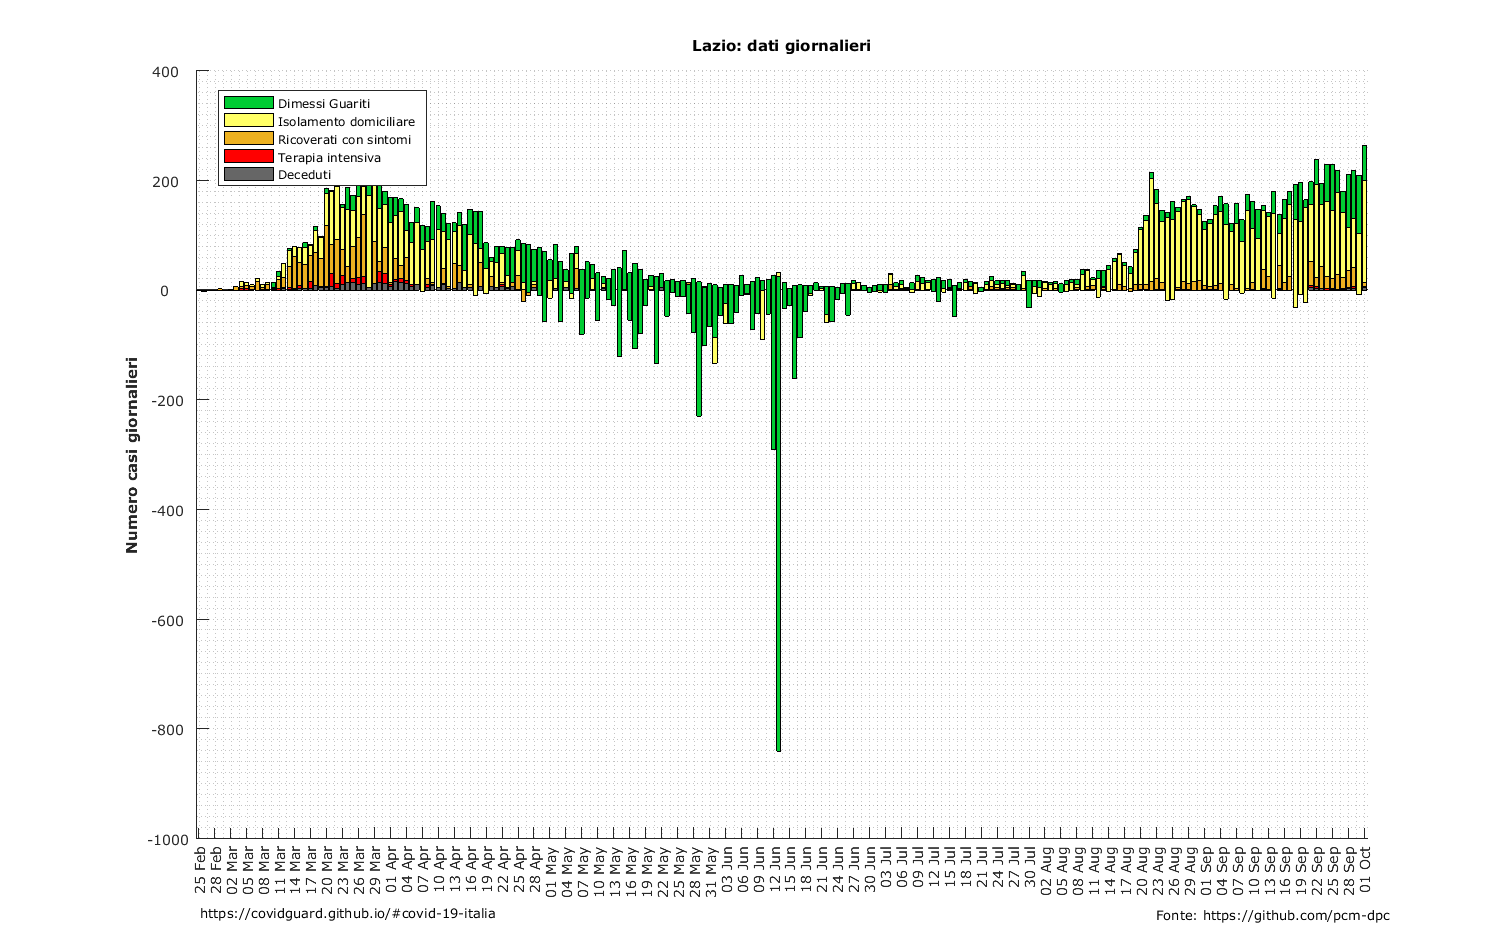 Lazio: dati giornalieri
400
200
0
-200
-400
-600
-800
-1000
Numero casi giornalieri
Dimessi Guariti
Isolamento domiciliare
Ricoverati con sintomi
Terapia intensiva
Deceduti
25 Feb
28 Feb
02 Mar
05 Mar
08 Mar
11 Mar
14 Mar
17 Mar
20 Mar
23 Mar
26 Mar
29 Mar
01 Apr
04 Apr
07 Apr
10 Apr
13 Apr
16 Apr
19 Apr
22 Apr
25 Apr
28 Apr
01 May
04 May
07 May
10 May
13 May
16 May
19 May
22 May
25 May
28 May
31 May
03 Jun
06 Jun
09 Jun
12 Jun
15 Jun
18 Jun
21 Jun
24 Jun
27 Jun
30 Jun
03 Jul
06 Jul
09 Jul
12 Jul
15 Jul
18 Jul
21 Jul
24 Jul
27 Jul
30 Jul
02 Aug
05 Aug
08 Aug
11 Aug
14 Aug
17 Aug
20 Aug
23 Aug
26 Aug
29 Aug
01 Sep
04 Sep
07 Sep
10 Sep
13 Sep
16 Sep
19 Sep
22 Sep
25 Sep
28 Sep
01 Oct
https://covidguard.github.io/#covid-19-italia
Fonte: https://github.com/pcm-dpc